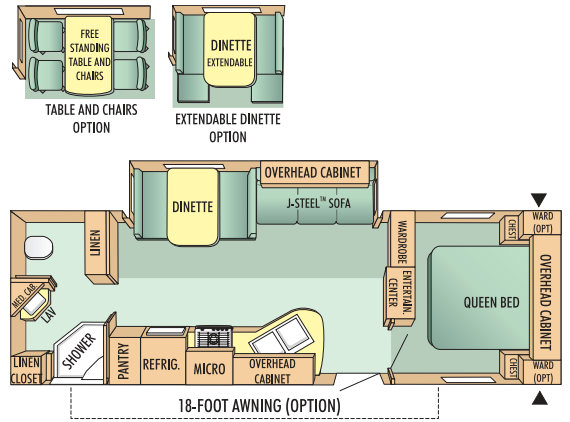 FREE
STANDING
TABLE
AND
CHAIRS
TABLE AND CHAIRS
OPTION
DINETTE
EXTENDABLE
EXTENDABLE DINETTE
OPTION
OVERHEAD CABINET
J-STEEL™ SOFA
DINETTE
LINEN
WARDROBE
ENTERTAIN.
CENTER
CHEST
WARD
(OPT)
QUEEN BED
OVERHEAD CABINET
CHEST
WARD
(OPT)
MED. CAB
LAV
SHOWER
LINEN
CLOSET
PANTRY
REFRIG.
MICRO
OVERHEAD
CABINET
18-FOOT AWNING (OPTION)